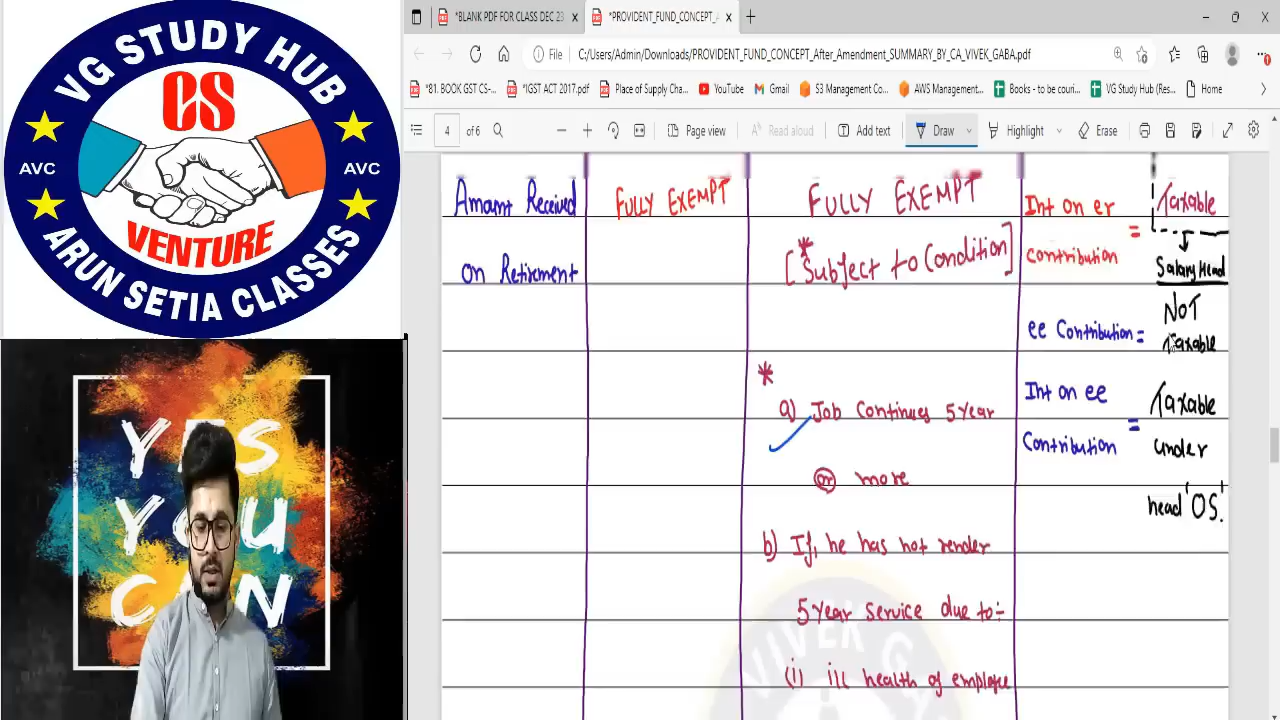 VG STUDY HUB
CS
AVC
AVC
VENTURE
ARUN SETIA CLASSES
YES
YOU
CAN
*BLANK PDF FOR CLASS DEC 23
*PROVIDENT_FUND_CONCEPT_A
File
C:/Users/Admin/Downloads/PROVIDENT_FUND_CONCEPT_After_Amendment_SUMMARY_BY_CA_VIVEK_GABA.pdf
*81. BOOK GST CS-...
*IGST ACT 2017.pdf
Place of Supply Cha...
YouTube
Gmail
S3 Management Co...
AWS Management...
Books - to be couri...
VG Study Hub (Res...
Home
4 of 6
Page view
Read aloud
Add text
Draw
Highlight
Erase
Amount Received
on Retirement
FULLY EXEMPT
FULLY EXEMPT
[*Subject to Condition]
*
a) Job Continues 5 Year
or more
b) If, he has not render
5 Year service due to:-
(i) ill health of employee
Int on er
Contribution =
Taxable
Salary Head
ee Contribution =
NOT
Taxable
Int on ee
Contribution =
Taxable
under
head 'OS'.
VIVEK GA